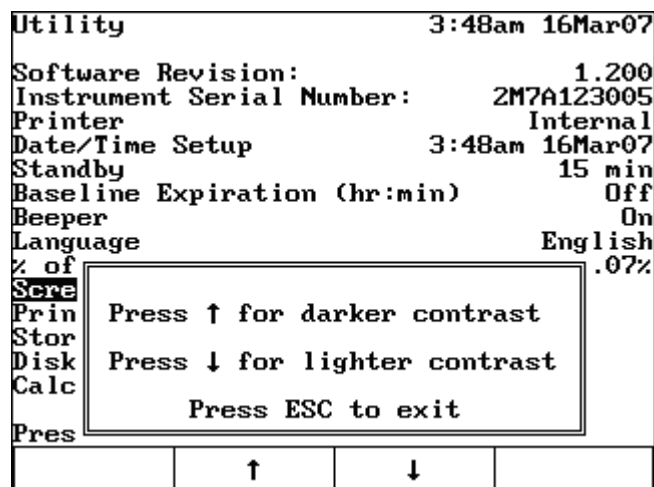 Utility 3:48am 16Mar07
Software Revision: 1.200
Instrument Serial Number: 2M7A123005
Printer Internal
Date/Time Setup 3:48am 16Mar07
Standby 15 min
Baseline Expiration (hr:min) Off
Beeper On
Language English
% of .07%
Scre
Prin
Stor
Disk
Calc
Pres
Press ↑ for darker contrast
Press ↓ for lighter contrast
Press ESC to exit
↑ ↓